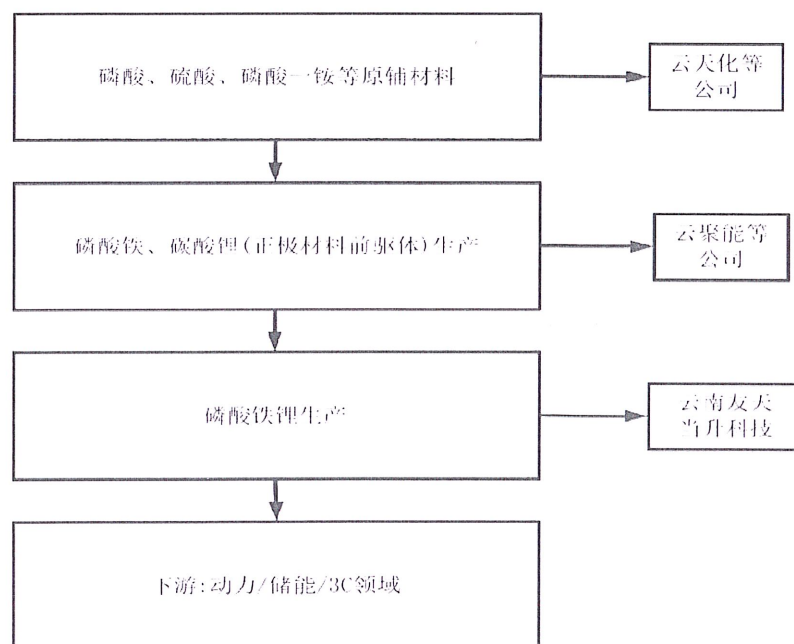 磷酸、硫酸、磷酸一铵等原辅材料
云天化等
公司
磷酸铁、碳酸锂(正极材料前驱体)生产
云聚能等
公司
磷酸铁锂生产
云南友天
当升科技
下游:动力/储能/3C领域